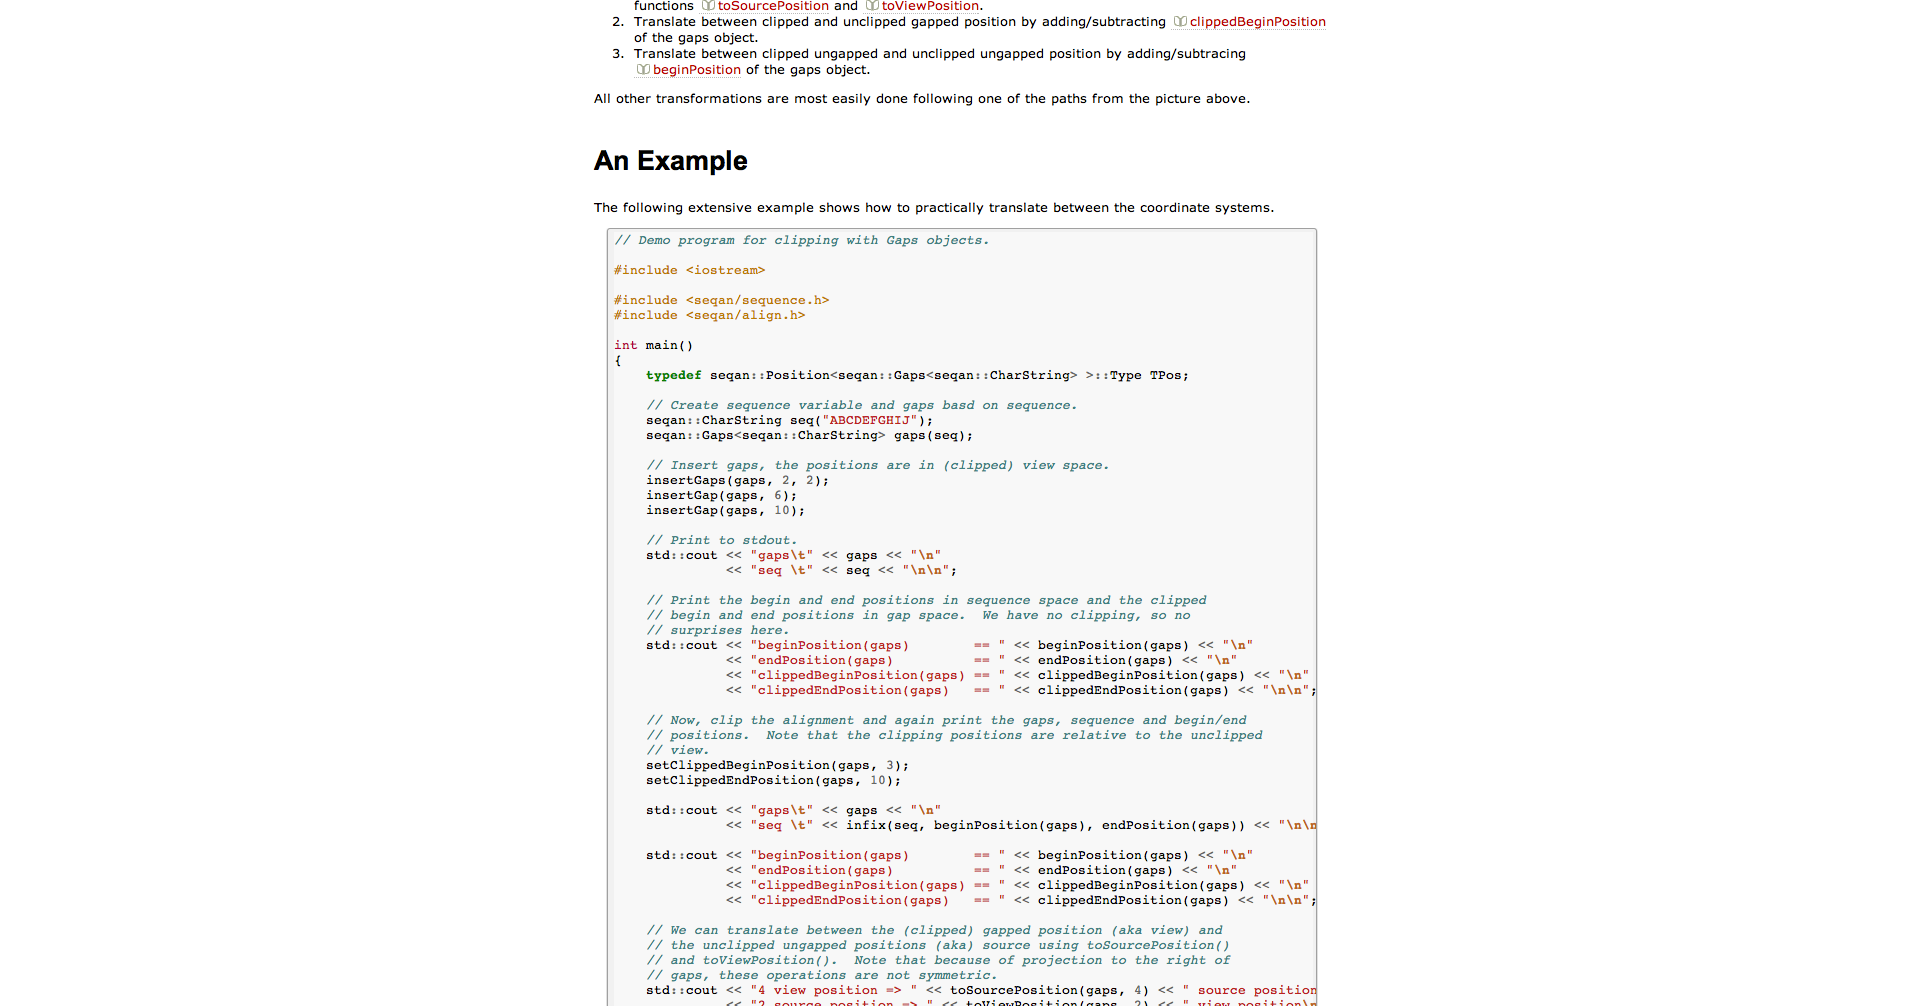 functions toSourcePosition and toViewPosition.
2. Translate between clipped and unclipped gapped position by adding/subtracting clippedBeginPosition
of the gaps object.
3. Translate between clipped ungapped and unclipped ungapped position by adding/subtracing
beginPosition of the gaps object.
All other transformations are most easily done following one of the paths from the picture above.
An Example
The following extensive example shows how to practically translate between the coordinate systems.
// Demo program for clipping with Gaps objects.
#include <iostream>
#include <seqan/sequence.h>
#include <seqan/align.h>
int main()
{
    typedef seqan::Position<seqan::Gaps<seqan::CharString> >::Type TPos;
    // Create sequence variable and gaps basd on sequence.
    seqan::CharString seq("ABCDEFGHIJ");
    seqan::Gaps<seqan::CharString> gaps(seq);
    // Insert gaps, the positions are in (clipped) view space.
    insertGaps(gaps, 2, 2);
    insertGap(gaps, 6);
    insertGap(gaps, 10);
    // Print to stdout.
    std::cout << "gaps\t" << gaps << "\n"
              << "seq \t" << seq << "\n\n";
    // Print the begin and end positions in sequence space and the clipped
    // begin and end positions in gap space.  We have no clipping, so no
    // surprises here.
    std::cout << "beginPosition(gaps)        == " << beginPosition(gaps) << "\n"
              << "endPosition(gaps)          == " << endPosition(gaps) << "\n"
              << "clippedBeginPosition(gaps) == " << clippedBeginPosition(gaps) << "\n"
              << "clippedEndPosition(gaps)   == " << clippedEndPosition(gaps) << "\n\n";
    // Now, clip the alignment and again print the gaps, sequence and begin/end
    // positions.  Note that the clipping positions are relative to the unclipped
    // view.
    setClippedBeginPosition(gaps, 3);
    setClippedEndPosition(gaps, 10);
    std::cout << "gaps\t" << gaps << "\n"
              << "seq \t" << infix(seq, beginPosition(gaps), endPosition(gaps)) << "\n\n
    std::cout << "beginPosition(gaps)        == " << beginPosition(gaps) << "\n"
              << "endPosition(gaps)          == " << endPosition(gaps) << "\n"
              << "clippedBeginPosition(gaps) == " << clippedBeginPosition(gaps) << "\n"
              << "clippedEndPosition(gaps)   == " << clippedEndPosition(gaps) << "\n\n";
    // We can translate between the (clipped) gapped position (aka view) and
    // the unclipped ungapped positions (aka) source using toSourcePosition()
    // and toViewPosition().  Note that because of projection to the right of
    // gaps, these operations are not symmetric.
    std::cout << "4 view position => " << toSourcePosition(gaps, 4) << " source position
              << "2 source position => " << toViewPosition(gaps, 2) << " view position\n